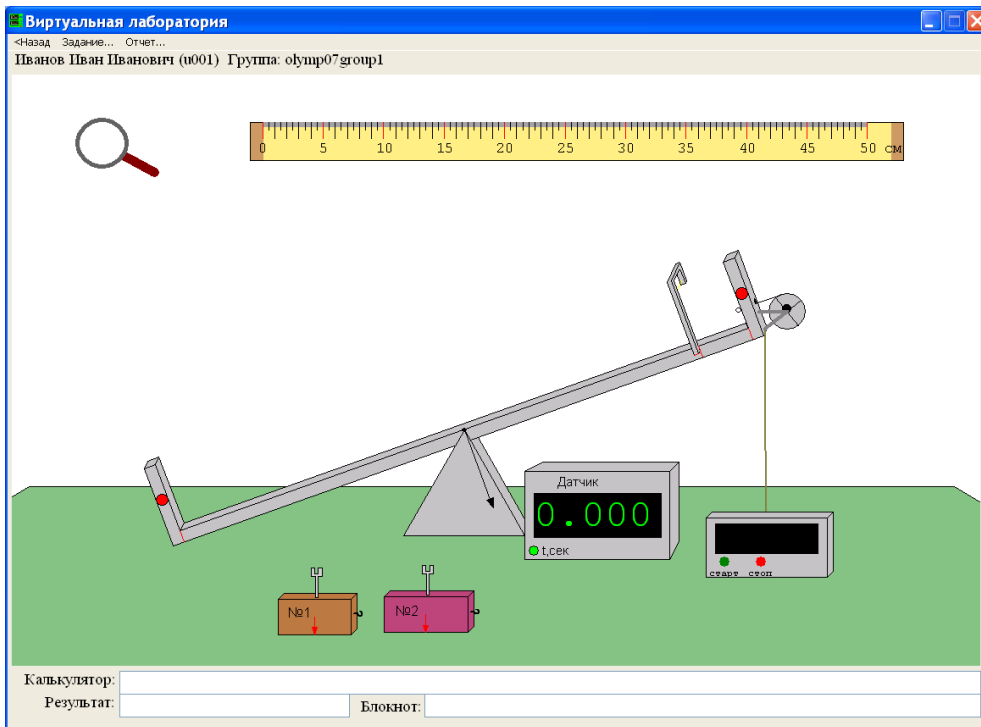 Виртуальная лаборатория
<Назад Задание... Отчет...
Иванов Иван Иванович (u001) Группа: olymp07group1
0 5 10 15 20 25 30 35 40 45 50 см
Датчик
0.000
t,сек
старт стоп
№1
№2
Калькулятор:
Результат:
Блокнот: